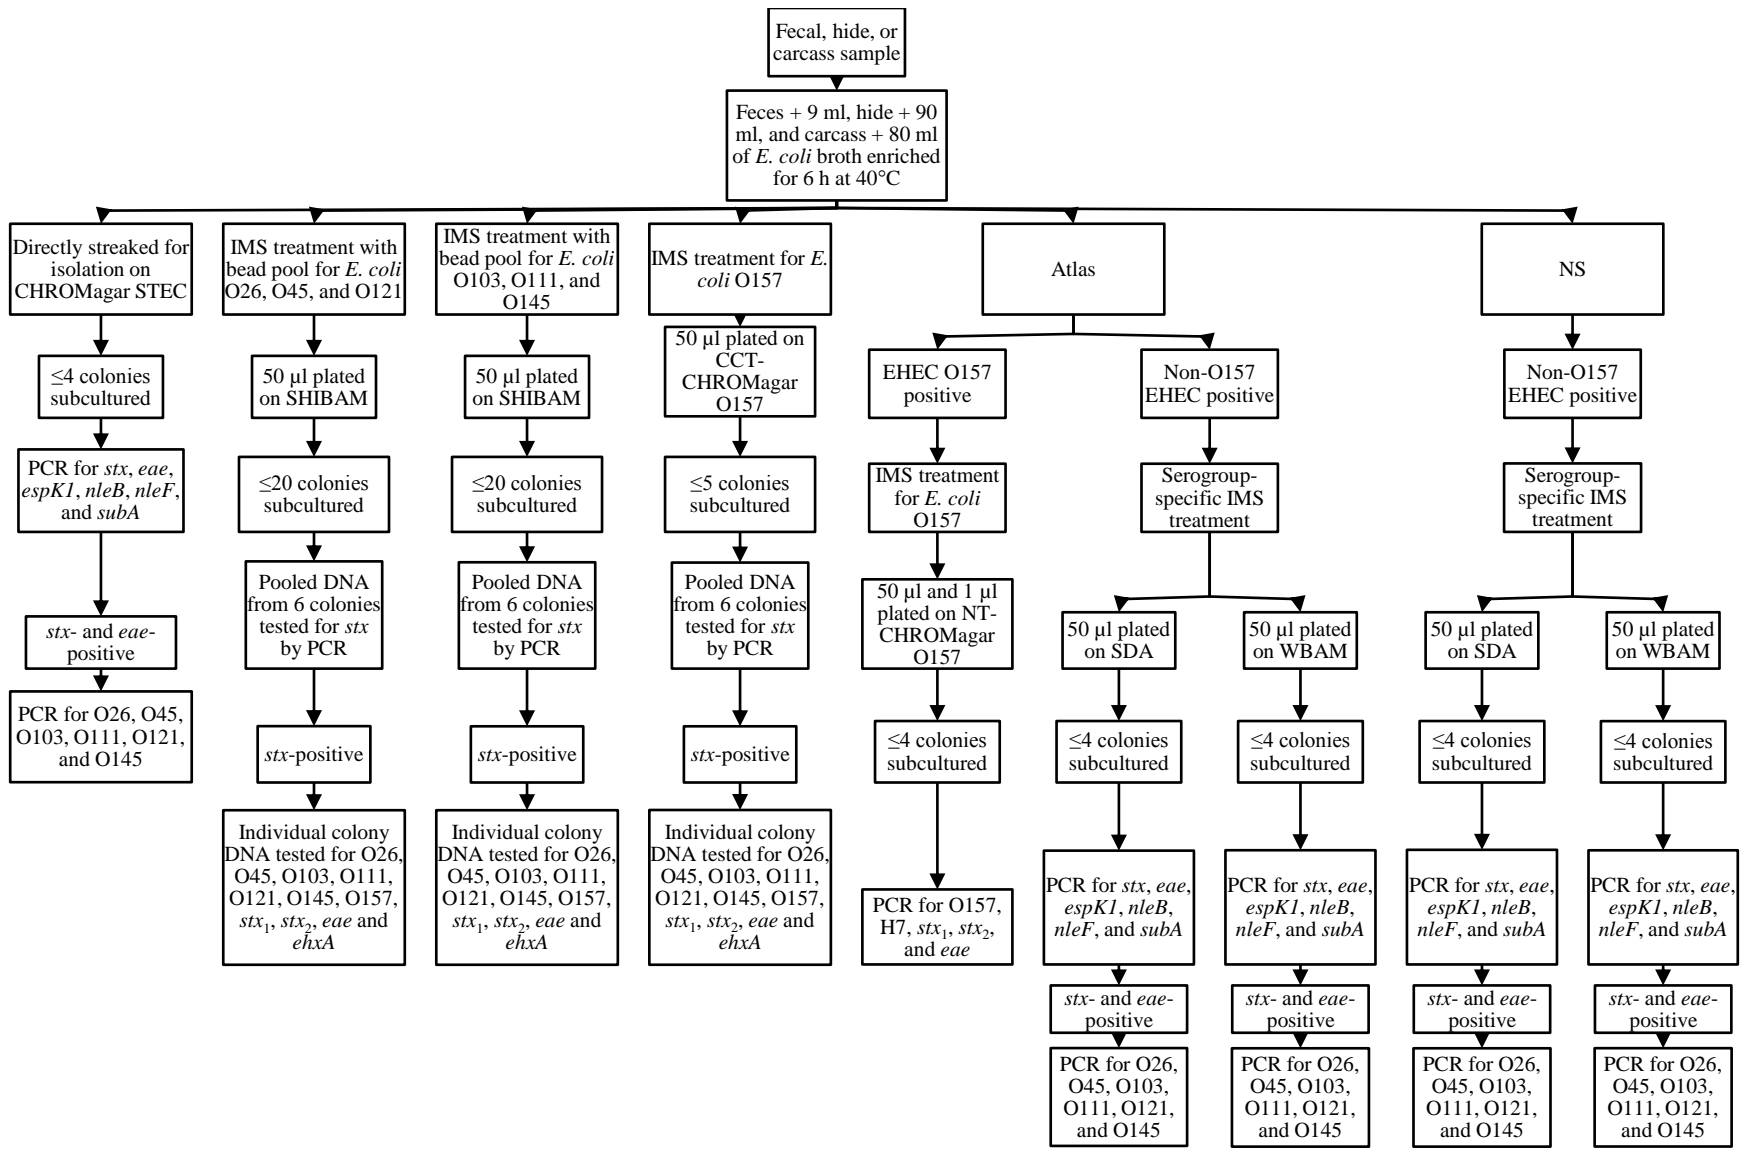 Fecal, hide, or
carcass sample
Feces + 9 ml, hide + 90
ml, and carcass + 80 ml
of E. coli broth enriched
for 6 h at 40°C
Directly streaked for
isolation on
CHROMagar STEC
≤4 colonies
subcultured
PCR for stx, eae,
espK1, nleB, nleF,
and subA
stx- and eae-
positive
PCR for O26, O45,
O103, O111, O121,
and O145
IMS treatment with
bead pool for E. coli
O26, O45, and O121
50 µl plated
on SHIBAM
≤20 colonies
subcultured
Pooled DNA
from 6 colonies
tested for stx
by PCR
stx-positive
Individual colony
DNA tested for O26,
O45, O103, O111,
O121, O145, O157,
stx₁, stx₂, eae and
ehxA
IMS treatment with
bead pool for E. coli
O103, O111, and
O145
50 µl plated
on SHIBAM
≤20 colonies
subcultured
Pooled DNA
from 6 colonies
tested for stx
by PCR
stx-positive
Individual colony
DNA tested for O26,
O45, O103, O111,
O121, O145, O157,
stx₁, stx₂, eae and
ehxA
IMS treatment for E.
coli O157
50 µl plated on
CCT-
CHROMagar
O157
≤5 colonies
subcultured
Pooled DNA
from 6 colonies
tested for stx
by PCR
stx-positive
Individual colony
DNA tested for O26,
O45, O103, O111,
O121, O145, O157,
stx₁, stx₂, eae and
ehxA
Atlas
EHEC O157
positive
IMS treatment
for E. coli
O157
50 µl and 1 µl
plated on NT-
CHROMagar
O157
≤4 colonies
subcultured
PCR for O157,
H7, stx₁, stx₂,
and eae
Non-O157
EHEC positive
Serogroup-
specific IMS
treatment
50 µl plated
on SDA
≤4 colonies
subcultured
PCR for stx, eae,
espK1, nleB,
nleF, and subA
stx- and eae-
positive
PCR for O26,
O45, O103,
O111, O121,
and O145
50 µl plated
on WBAM
≤4 colonies
subcultured
PCR for stx, eae,
espK1, nleB,
nleF, and subA
stx- and eae-
positive
PCR for O26,
O45, O103,
O111, O121,
and O145
NS
Non-O157
EHEC positive
Serogroup-
specific IMS
treatment
50 µl plated
on SDA
≤4 colonies
subcultured
PCR for stx, eae,
espK1, nleB,
nleF, and subA
stx- and eae-
positive
PCR for O26,
O45, O103,
O111, O121,
and O145
50 µl plated
on WBAM
≤4 colonies
subcultured
PCR for stx, eae,
espK1, nleB,
nleF, and subA
stx- and eae-
positive
PCR for O26,
O45, O103,
O111, O121,
and O145